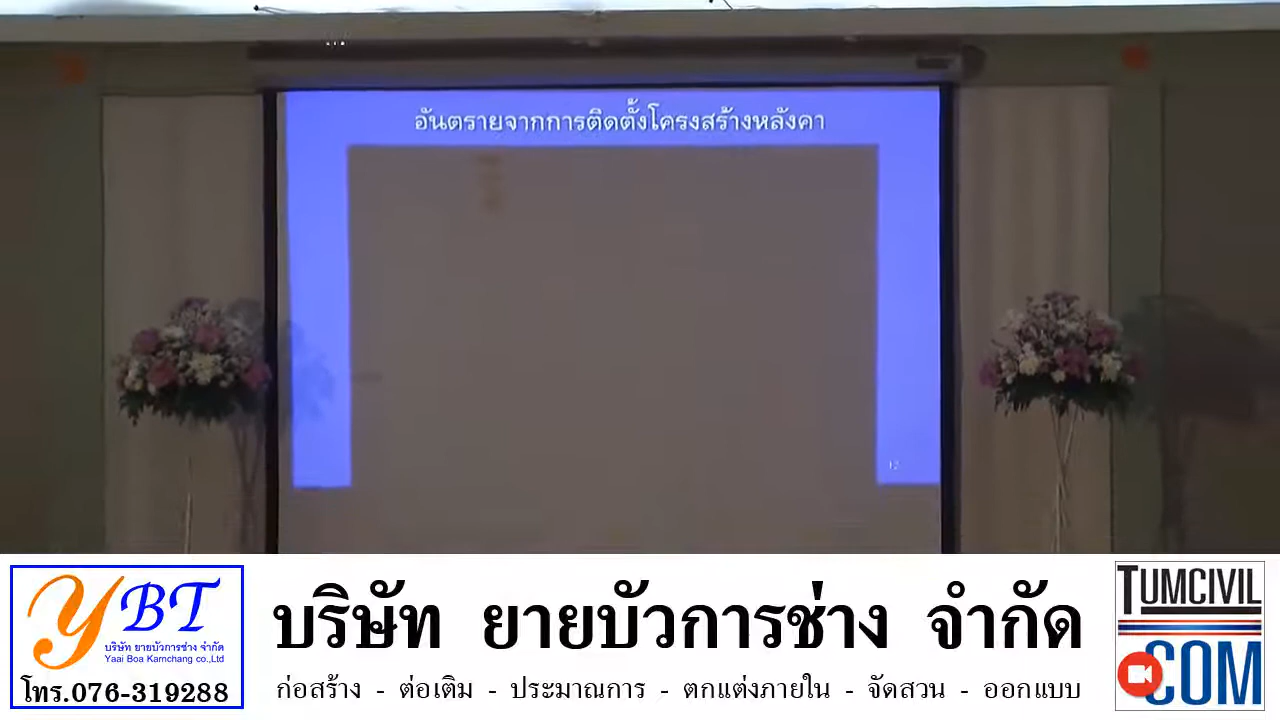 อันตรายจากการติดตั้งโครงสร้างหลังคา
12
YBT
บริษัท ยายบัวการช่าง จำกัด
Yaai Boa Karnchang co.,Ltd
โทร.076-319288
บริษัท ยายบัวการช่าง จำกัด
ก่อสร้าง - ต่อเติม - ประมาณการ - ตกแต่งภายใน - จัดสวน - ออกแบบ
TUMCIVIL
.COM